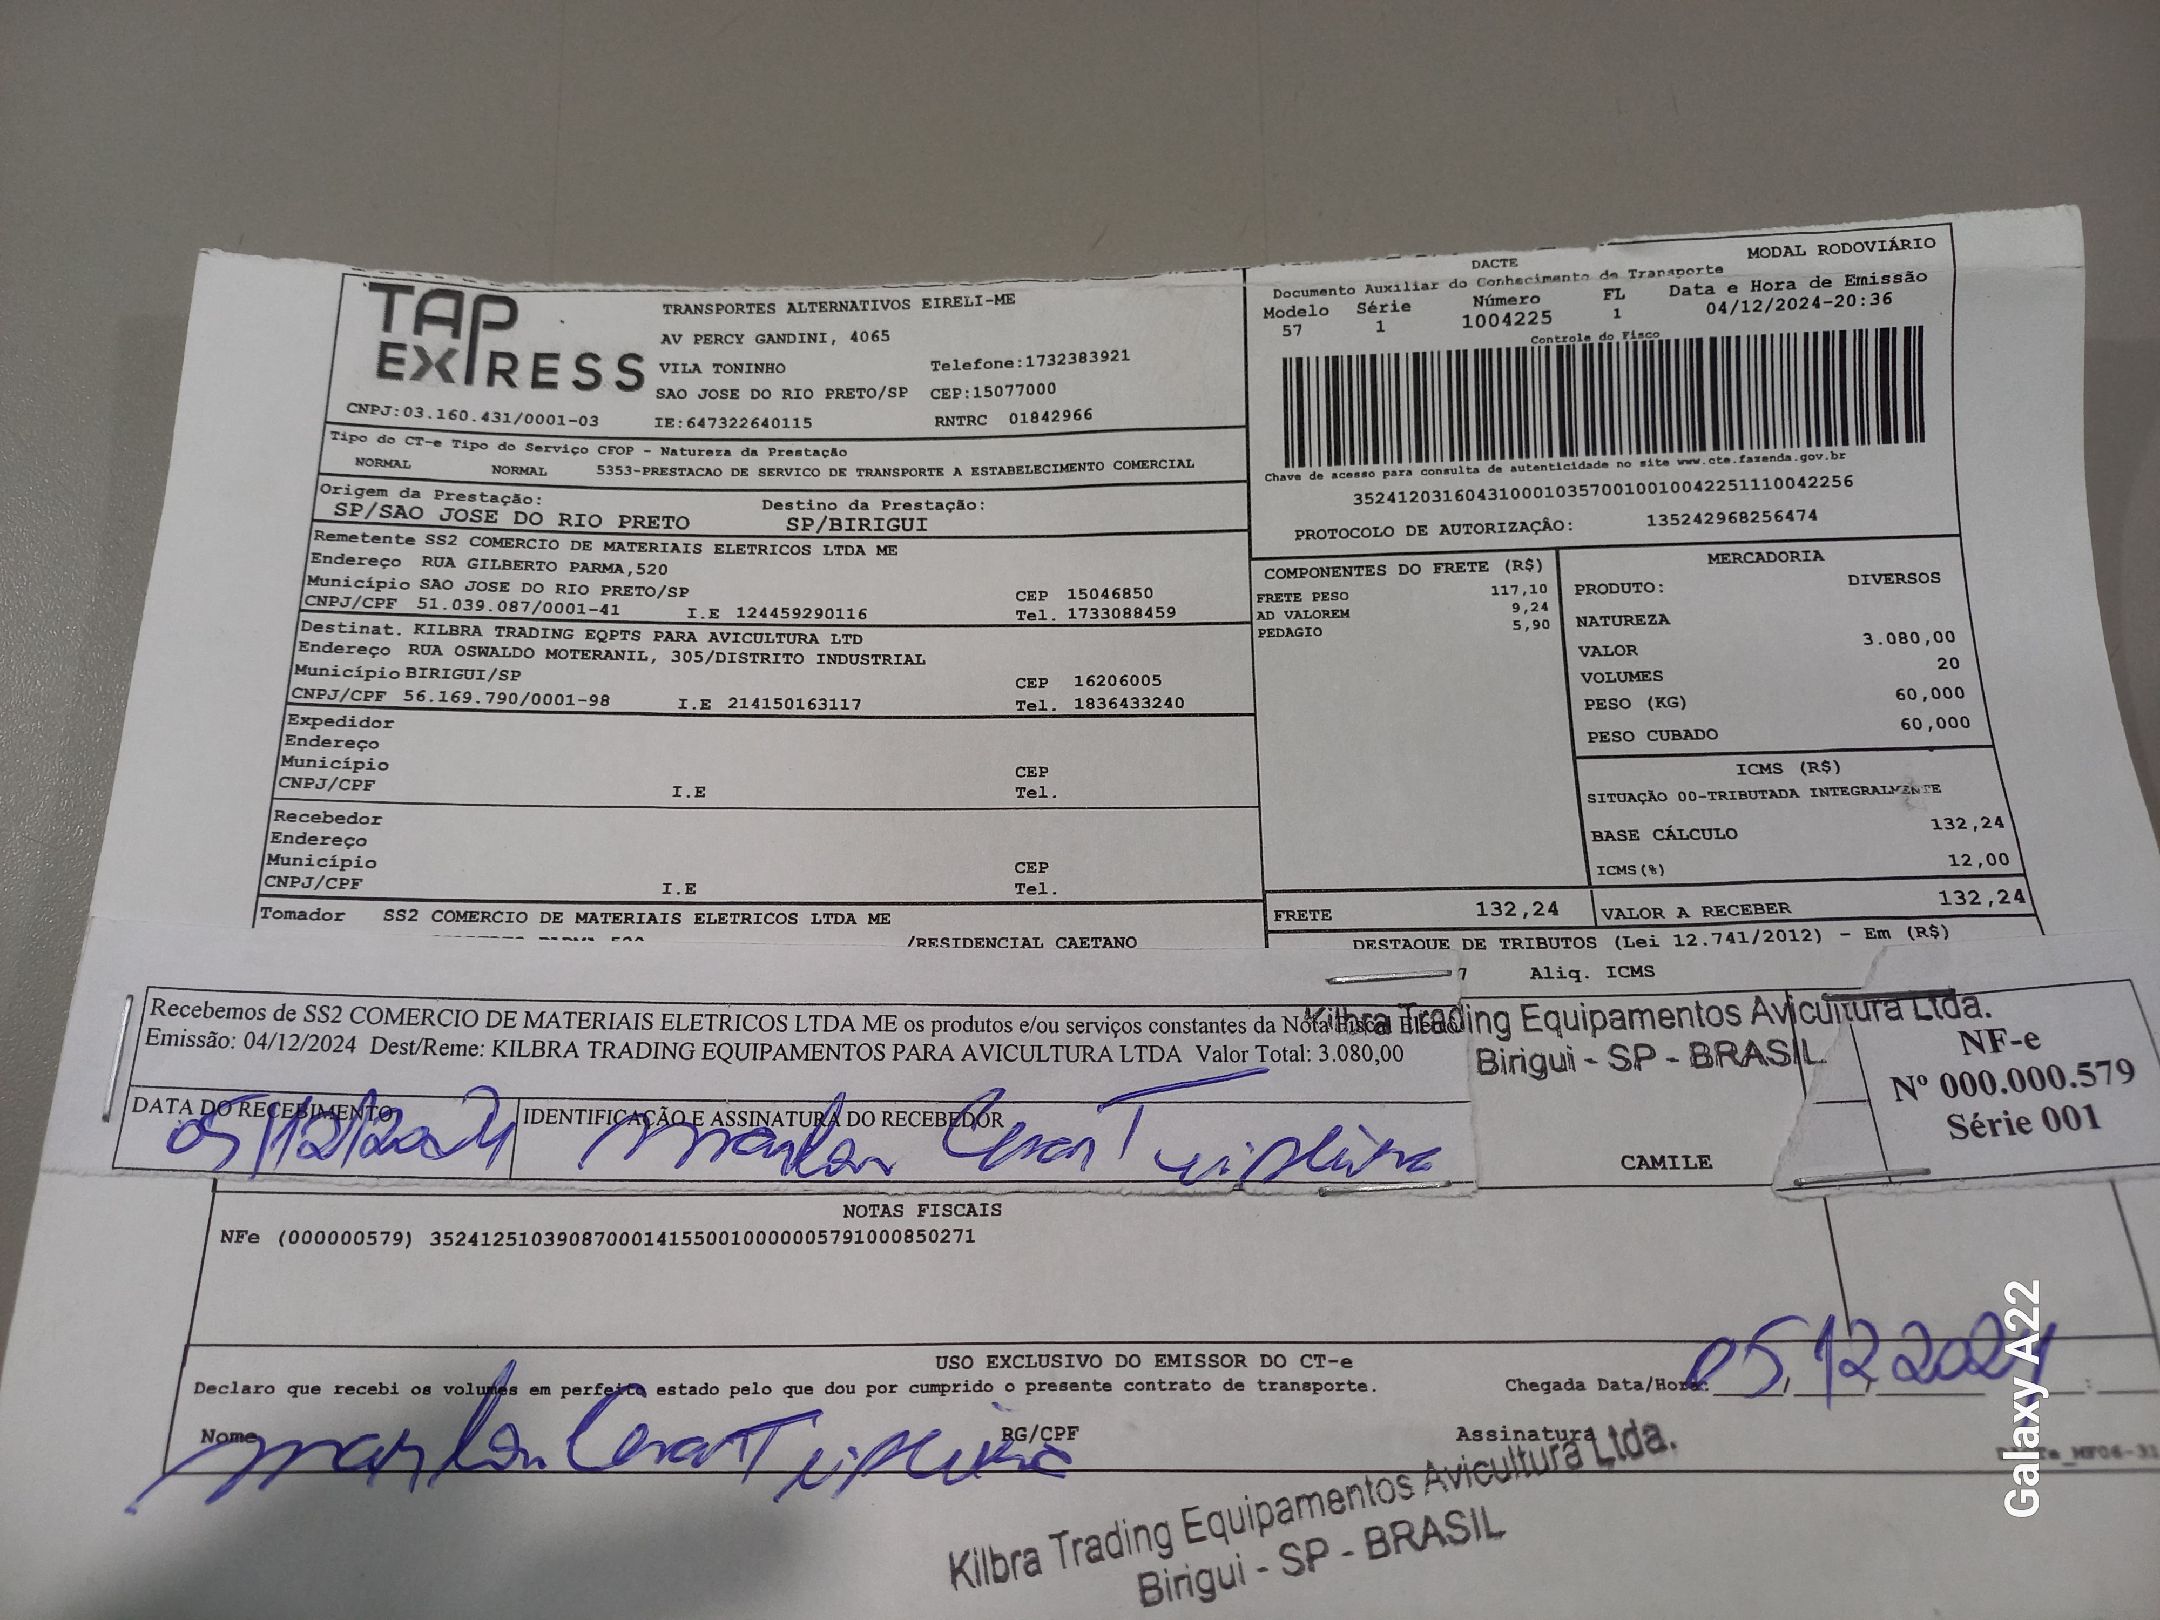 TAP EXPRESS
TRANSPORTES ALTERNATIVOS EIRELI-ME
AV PERCY GANDINI, 4065
VILA TONINHO Telefone:1732383921
SAO JOSE DO RIO PRETO/SP CEP:15077000
CNPJ:03.160.431/0001-03 IE:647322640115 RNTRC 01842966
DACTE MODAL RODOVIÁRIO
Documento Auxiliar do Conhecimento de Transporte
Modelo Série Número FL Data e Hora de Emissão
57 1 1004225 1 04/12/2024-20:36
Controle do Fisco
Chave de acesso para consulta de autenticidade no site www.cte.fazenda.gov.br
35241203160431000103570010010042251110042256
PROTOCOLO DE AUTORIZAÇÂO: 135242968256474
Tipo do CT-e Tipo do Serviço CFOP - Natureza da Prestação
NORMAL NORMAL 5353-PRESTACAO DE SERVICO DE TRANSPORTE A ESTABELECIMENTO COMERCIAL
Origem da Prestação: Destino da Prestação:
SP/SAO JOSE DO RIO PRETO SP/BIRIGUI
Remetente SS2 COMERCIO DE MATERIAIS ELETRICOS LTDA ME
Endereço RUA GILBERTO PARMA,520
Município SAO JOSE DO RIO PRETO/SP CEP 15046850
CNPJ/CPF 51.039.087/0001-41 I.E 124459290116 Tel. 1733088459
Destinat. KILBRA TRADING EQPTS PARA AVICULTURA LTD
Endereço RUA OSWALDO MOTERANIL, 305/DISTRITO INDUSTRIAL
Município BIRIGUI/SP CEP 16206005
CNPJ/CPF 56.169.790/0001-98 I.E 214150163117 Tel. 1836433240
Expedidor
Endereço
Município CEP
CNPJ/CPF I.E Tel.
Recebedor
Endereço
Município CEP
CNPJ/CPF I.E Tel.
Tomador SS2 COMERCIO DE MATERIAIS ELETRICOS LTDA ME
/RESIDENCIAL CAETANO
COMPONENTES DO FRETE (R$)
FRETE PESO 117,10
AD VALOREM 9,24
PEDAGIO 5,90
MERCADORIA
PRODUTO: DIVERSOS
NATUREZA
VALOR 3.080,00
VOLUMES 20
PESO (KG) 60,000
PESO CUBADO 60,000
ICMS (R$)
SITUAÇÃO 00-TRIBUTADA INTEGRALMENTE
BASE CÁLCULO 132,24
ICMS(%) 12,00
FRETE 132,24 VALOR A RECEBER 132,24
DESTAQUE DE TRIBUTOS (Lei 12.741/2012) - Em (R$)
7 Aliq. ICMS
Recebemos de SS2 COMERCIO DE MATERIAIS ELETRICOS LTDA ME os produtos e/ou serviços constantes da Nota Fiscal
Emissão: 04/12/2024 Dest/Reme: KILBRA TRADING EQUIPAMENTOS PARA AVICULTURA LTDA Valor Total: 3.080,00
Kilbra Trading Equipamentos Avicultura Ltda.
Birigui - SP - BRASIL
NF-e
Nº 000.000.579
Série 001
DATA DO RECEBIMENTO IDENTIFICAÇÃO E ASSINATURA DO RECEBEDOR
05/12/2024
CAMILE
NOTAS FISCAIS
NFe (000000579) 35241251039087000141550010000005791000850271
USO EXCLUSIVO DO EMISSOR DO CT-e
Declaro que recebi os volumes em perfeito estado pelo que dou por cumprido o presente contrato de transporte. Chegada Data/Hora: 05/12 2024
Nome RG/CPF Assinatura
Kilbra Trading Equipamentos Avicultura Ltda.
Birigui - SP - BRASIL
Galaxy A22